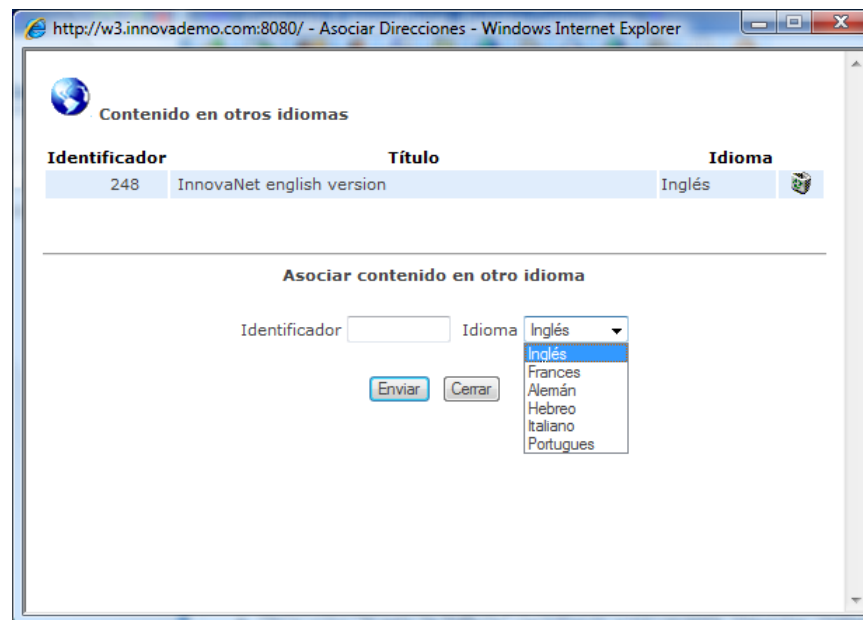 http://w3.innovademo.com:8080/ - Asociar Direcciones - Windows Internet Explorer
Contenido en otros idiomas
Identificador Título Idioma
248 InnovaNet english version Inglés
Asociar contenido en otro idioma
Identificador Idioma Inglés
Inglés
Frances
Alemán
Hebreo
Italiano
Portugues
Enviar Cerrar